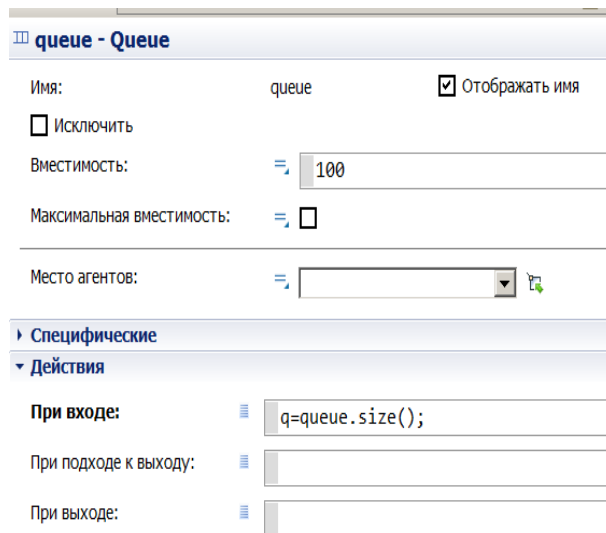 queue - Queue
Имя: queue Отображать имя
Исключить
Вместимость: 100
Максимальная вместимость:
Место агентов:
Специфические
Действия
При входе: q=queue.size();
При подходе к выходу:
При выходе: